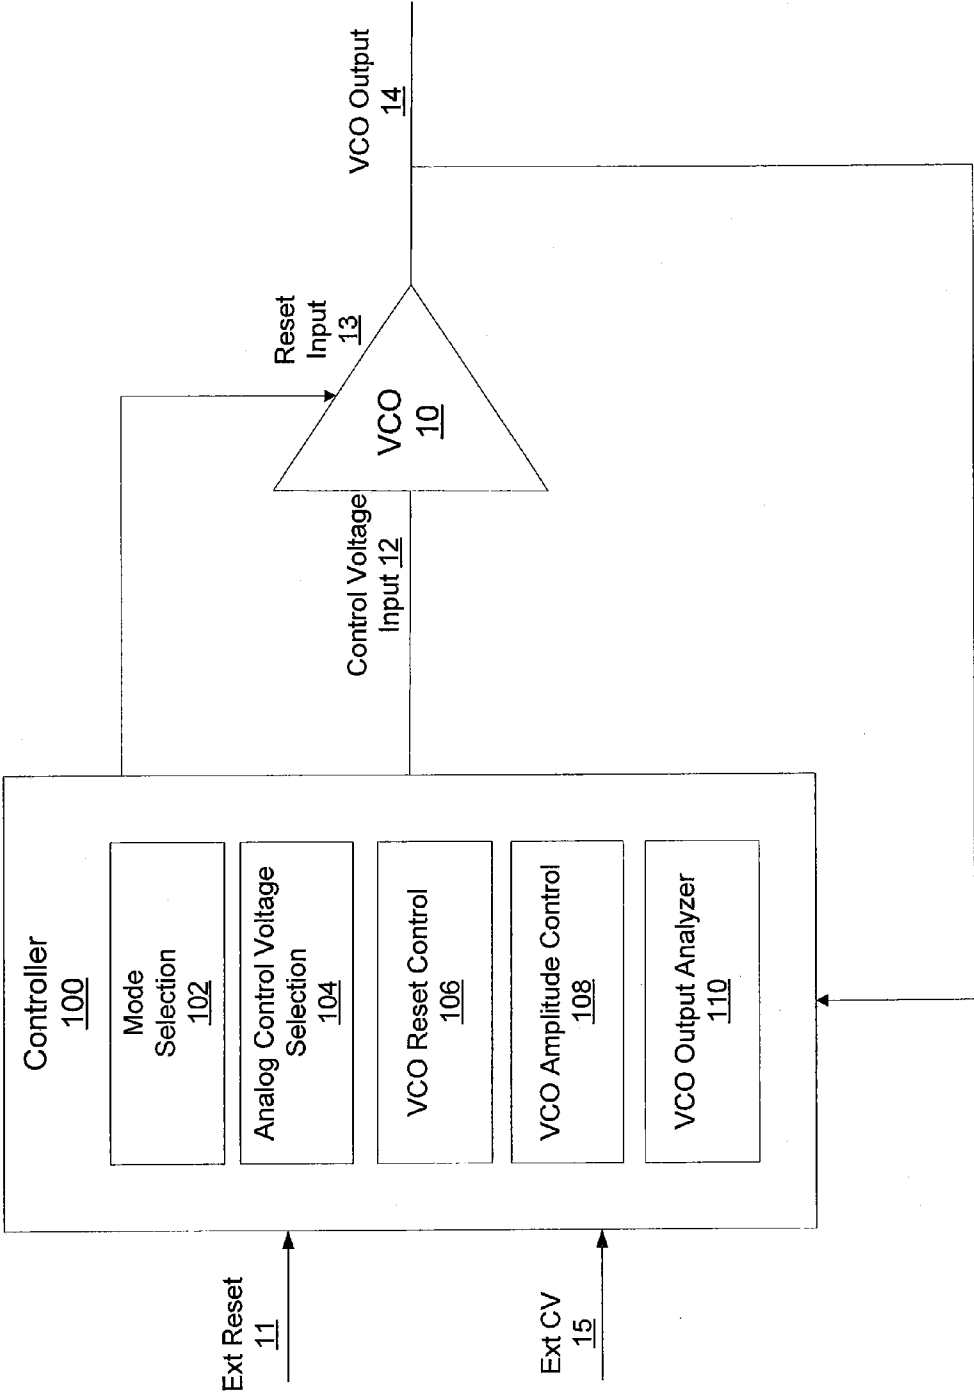 Controller
100
Mode
Selection
102
Analog Control Voltage
Selection
104
VCO Reset Control
106
VCO Amplitude Control
108
VCO Output Analyzer
110
Ext Reset
11
Ext CV
15
Control Voltage
Input 12
Reset
Input
13
VCO
10
VCO Output
14